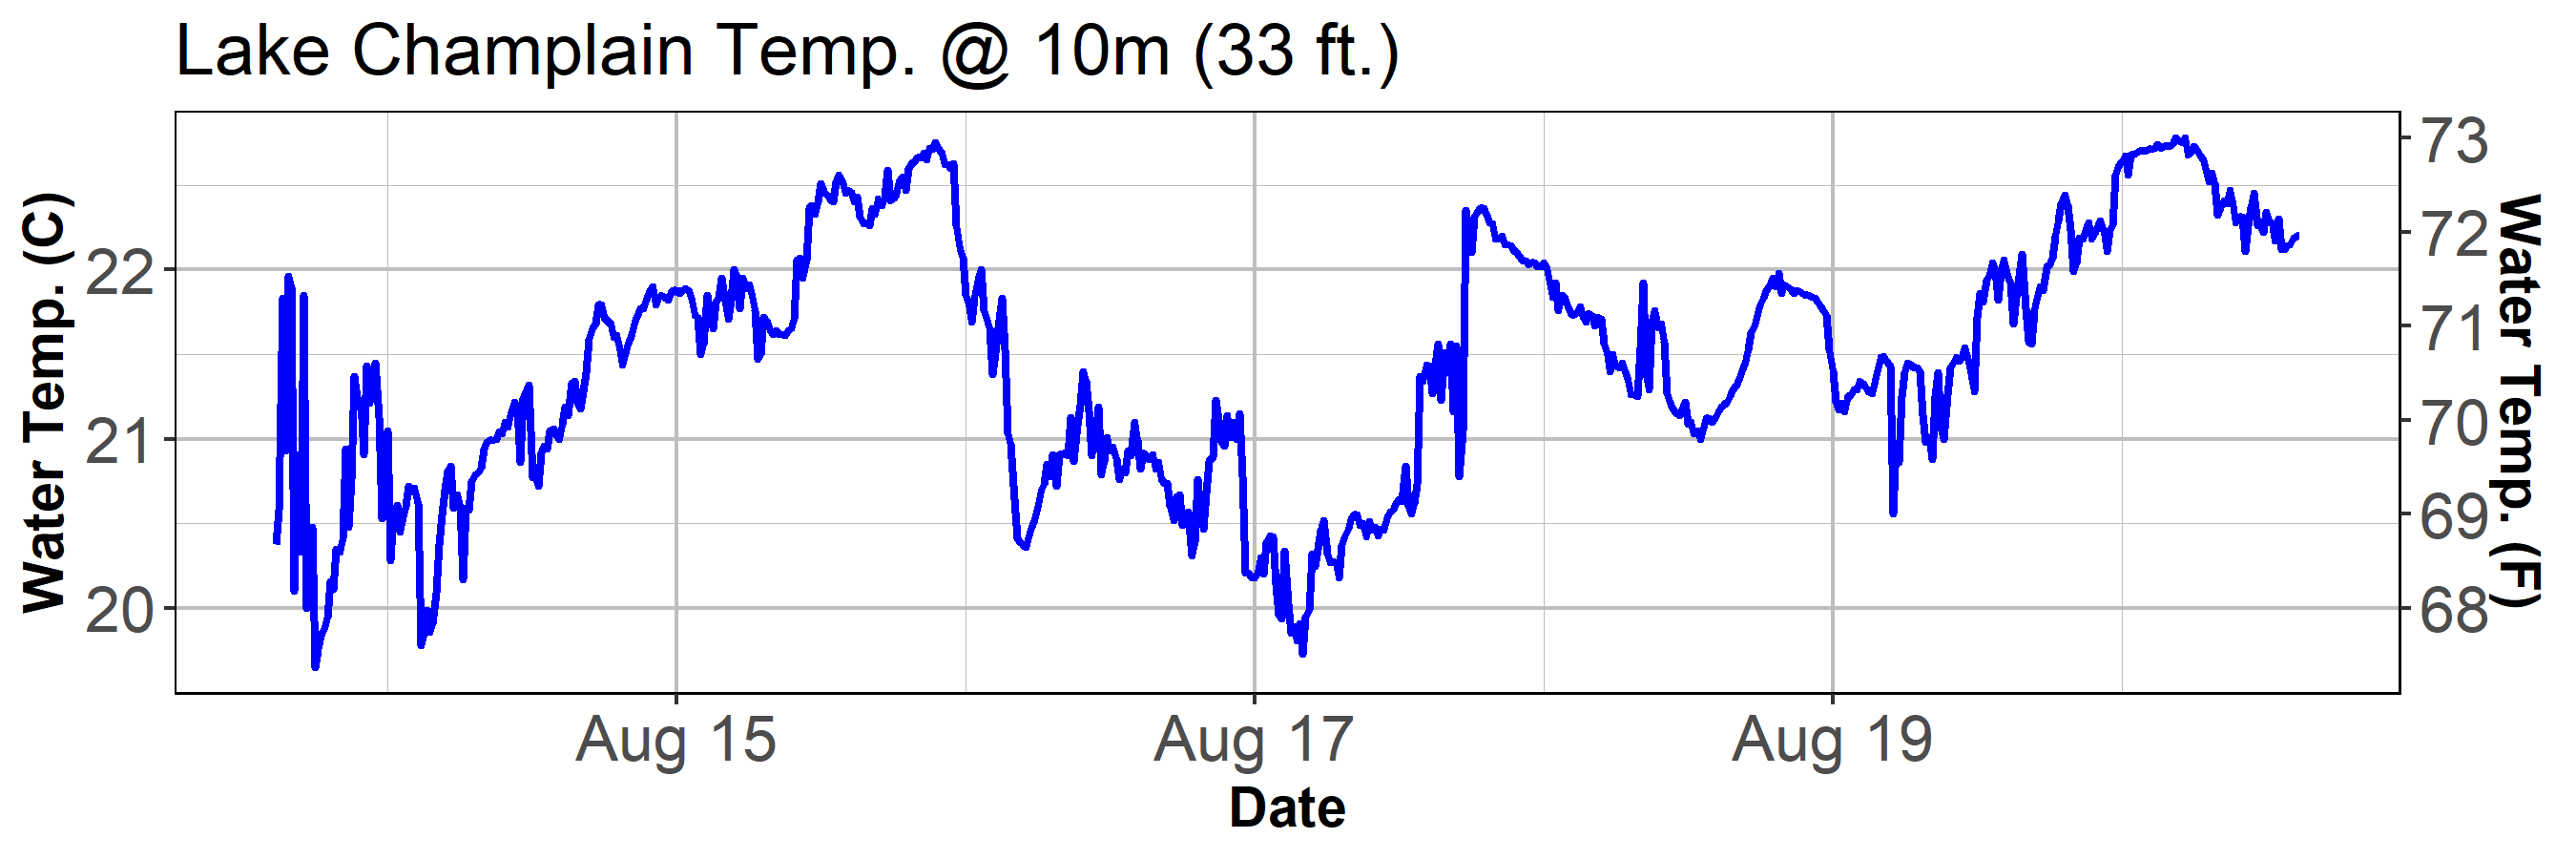 Lake Champlain Temp. @ 10m (33 ft.)
Water Temp. (C)
22
21
20
73
72
71
70
69
68
Water Temp. (F)
Aug 15
Aug 17
Aug 19
Date